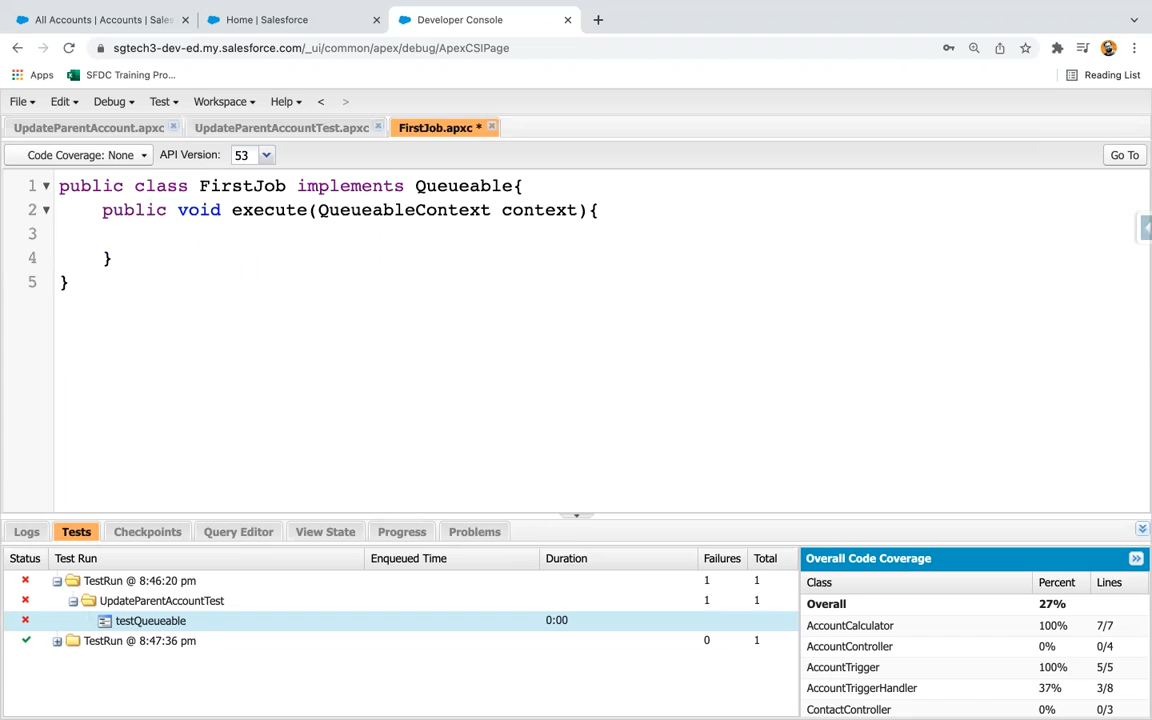 All Accounts | Accounts | Sales
Home | Salesforce
Developer Console
sgtech3-dev-ed.my.salesforce.com/_ui/common/apex/debug/ApexCSIPage
Apps
SFDC Training Pro...
Reading List
File
Edit
Debug
Test
Workspace
Help
<
>
UpdateParentAccount.apxc
UpdateParentAccountTest.apxc
FirstJob.apxc *
Code Coverage: None
API Version:
53
Go To
1 public class FirstJob implements Queueable{
2 public void execute(QueueableContext context){
3
4 }
5 }
Logs
Tests
Checkpoints
Query Editor
View State
Progress
Problems
Status
Test Run
Enqueued Time
Duration
Failures
Total
TestRun @ 8:46:20 pm 1 1
UpdateParentAccountTest 1 1
testQueueable 0:00
TestRun @ 8:47:36 pm 0 1
Overall Code Coverage
Class Percent Lines
Overall 27%
AccountCalculator 100% 7/7
AccountController 0% 0/4
AccountTrigger 100% 5/5
AccountTriggerHandler 37% 3/8
ContactController 0% 0/3